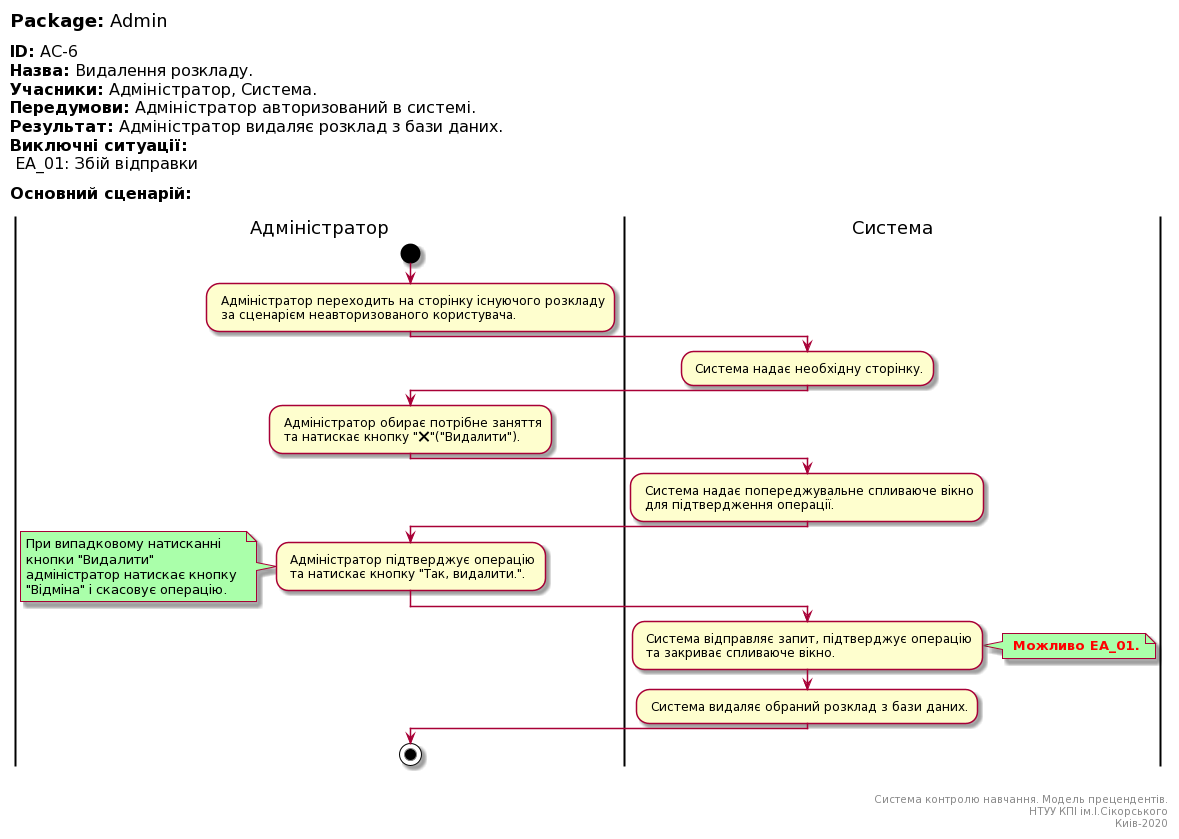 Package: Admin
ID: АС-6
Назва: Видалення розкладу.
Учасники: Адміністратор, Система.
Передумови: Адміністратор авторизований в системі.
Результат: Адміністратор видаляє розклад з бази даних.
Виключні ситуації:
EA_01: Збій відправки
Основний сценарій:
Адміністратор
Система
Адміністратор переходить на сторінку існуючого розкладу
за сценарієм неавторизованого користувача.
Система надає необхідну сторінку.
Адміністратор обирає потрібне заняття
та натискає кнопку "❌"("Видалити").
Система надає попереджувальне спливаюче вікно
для підтвердження операції.
При випадковому натисканні
кнопки "Видалити"
адміністратор натискає кнопку
"Відміна" і скасовує операцію.
Адміністратор підтверджує операцію
та натискає кнопку "Так, видалити.".
Система відправляє запит, підтверджує операцію
та закриває спливаюче вікно.
Можливо EA_01.
Система видаляє обраний розклад з бази даних.
Система контролю навчання. Модель прецендентів.
НТУУ КПІ ім.І.Сікорського
Киів-2020